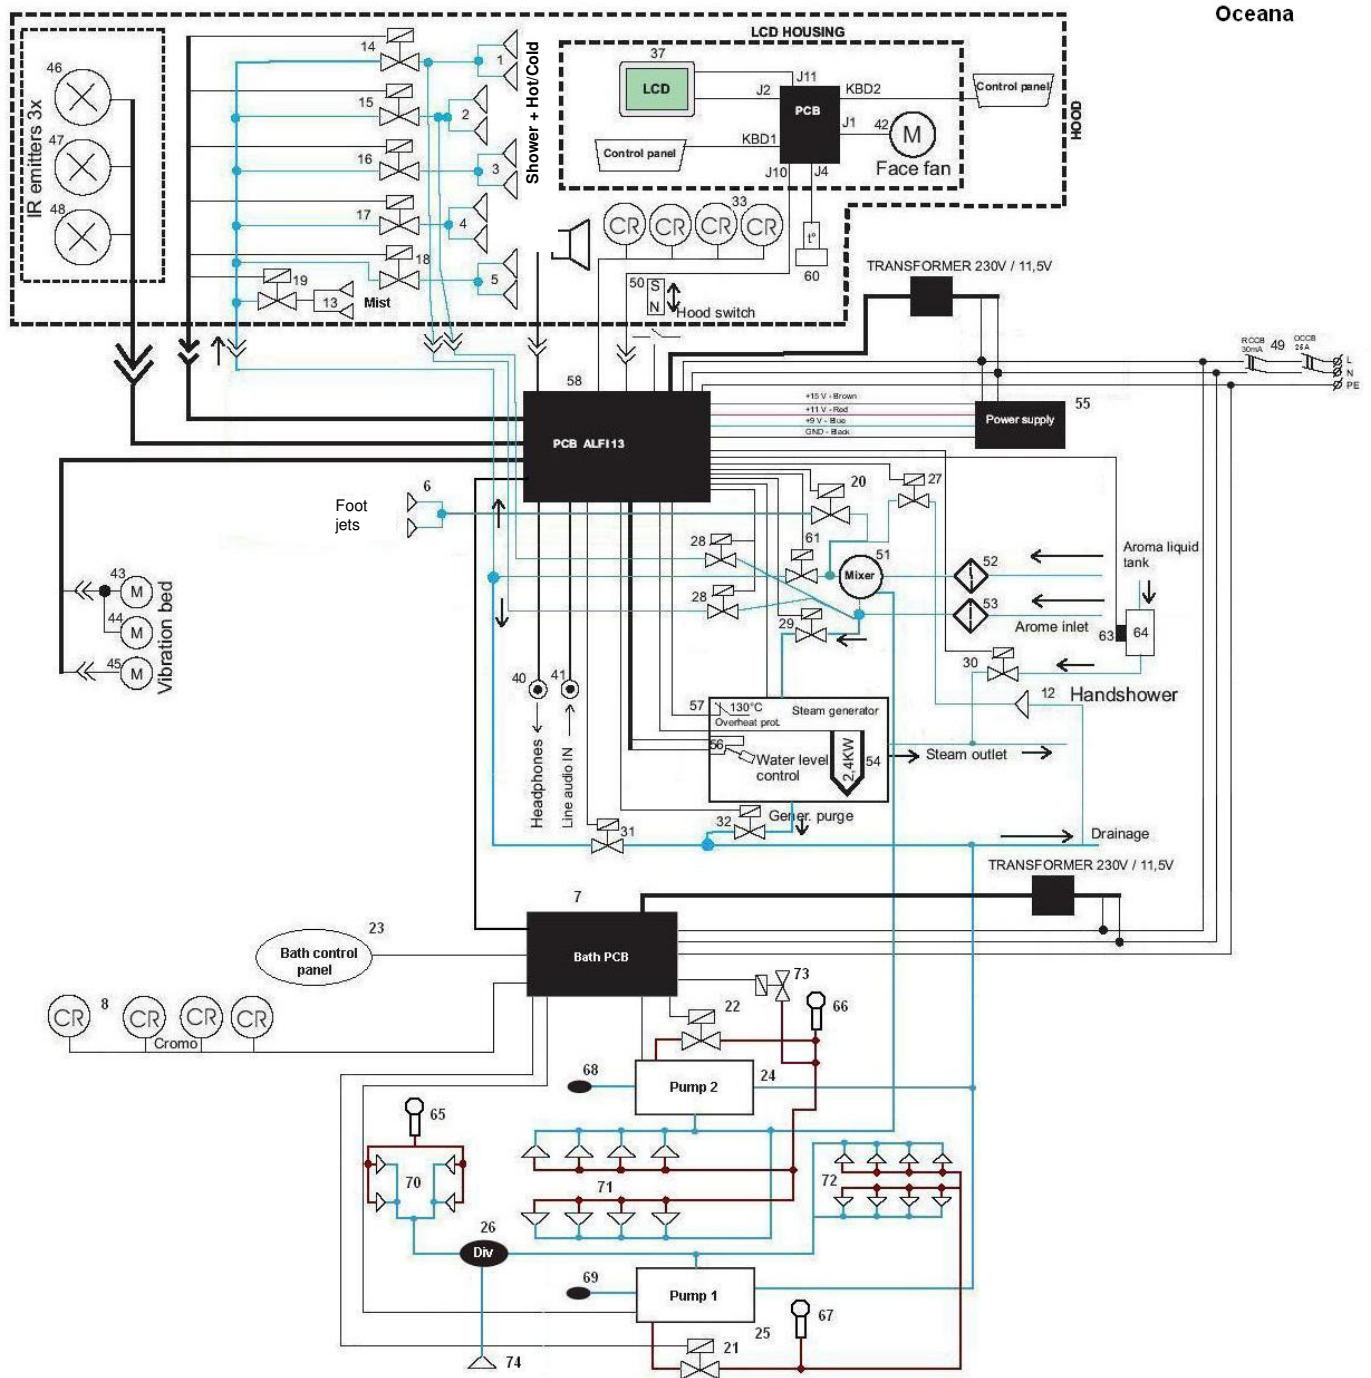 Oceana
LCD HOUSING
HOOD
46
47
48
IR emitters 3x
14
15
16
17
18
19
13
Mist
1
2
3
4
5
Shower + Hot/Cold
37
LCD
J11
J2
KBD2
PCB
J1
42
M
Face fan
KBD1
J10
J4
Control panel
Control panel
33
CR
CR
CR
CR
t°
60
50
S
N
Hood switch
TRANSFORMER 230V / 11,5V
RCCB
30mA
49
OCCB
25A
L
N
PE
58
PCB ALFI13
+15 V - Brown
+11 V - Red
+9 V - Blue
GND - Black
Power supply
55
Foot
jets
6
20
27
28
61
51
Mixer
52
53
28
29
Aroma liquid
tank
Arome inlet
63
64
30
12
Handshower
43
M
44
M
45
M
Vibration bed
40
41
Headphones
Line audio IN
57
130°C
Overheat prot.
Steam generator
56
Water level
control
2,4KW
54
Steam outlet
31
32
Gener. purge
Drainage
TRANSFORMER 230V / 11,5V
7
Bath PCB
23
Bath control
panel
8
CR
CR
CR
CR
Cromo
73
22
66
68
Pump 2
24
65
70
71
72
26
Div
69
Pump 1
25
67
21
74